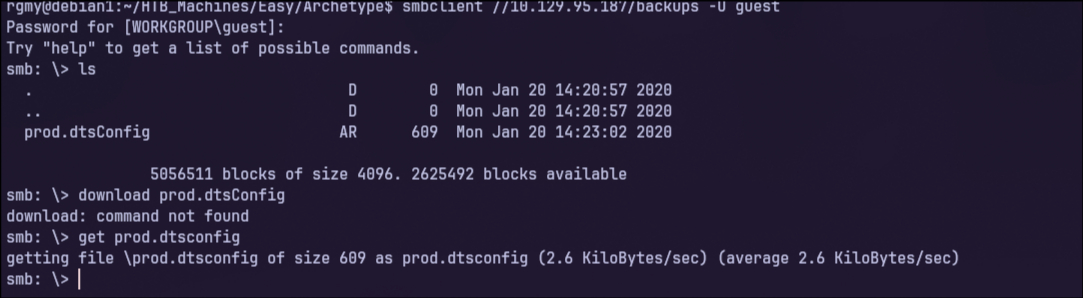 rgmy@debian1:~/HTB_Machines/Easy/Archetype$ smbclient //10.129.95.187/backups -U guest
Password for [WORKGROUP\guest]:
Try "help" to get a list of possible commands.
smb: \> ls
  .                                   D        0  Mon Jan 20 14:20:57 2020
  ..                                  D        0  Mon Jan 20 14:20:57 2020
  prod.dtsConfig                     AR      609  Mon Jan 20 14:23:02 2020
                5056511 blocks of size 4096. 2625492 blocks available
smb: \> download prod.dtsConfig
download: command not found
smb: \> get prod.dtsconfig
getting file \prod.dtsconfig of size 609 as prod.dtsconfig (2.6 KiloBytes/sec) (average 2.6 KiloBytes/sec)
smb: \>